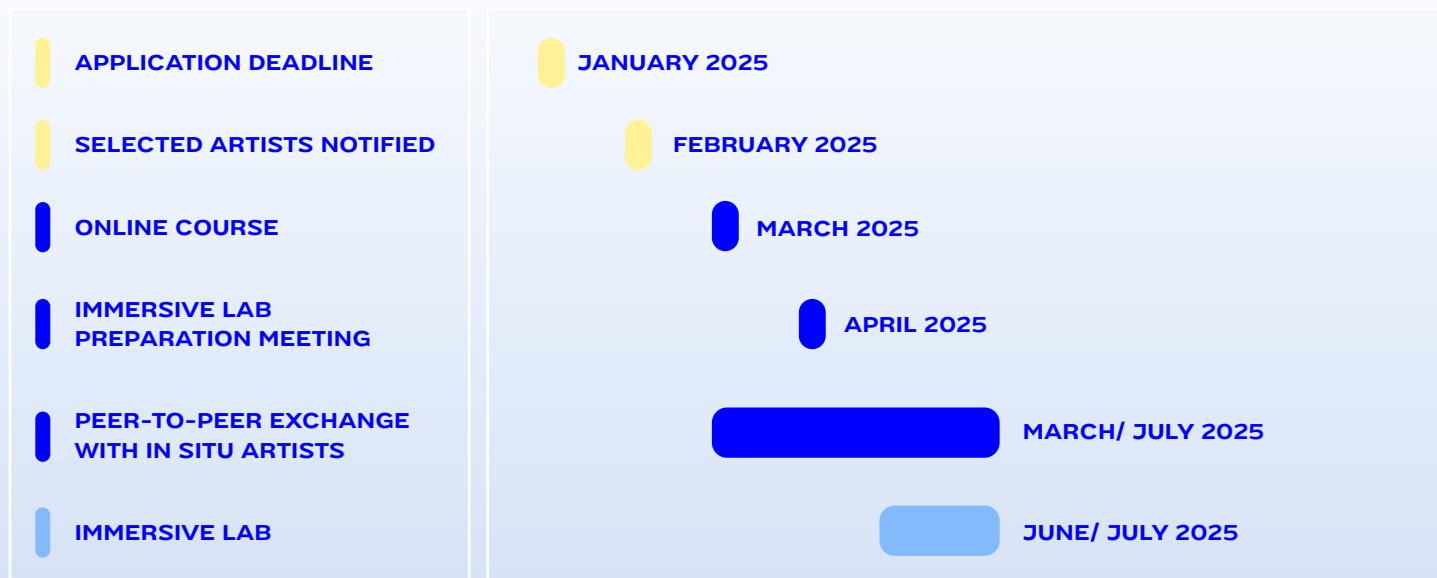 APPLICATION DEADLINE
JANUARY 2025
SELECTED ARTISTS NOTIFIED
FEBRUARY 2025
ONLINE COURSE
MARCH 2025
IMMERSIVE LAB
PREPARATION MEETING
APRIL 2025
PEER-TO-PEER EXCHANGE
WITH IN SITU ARTISTS
MARCH/ JULY 2025
IMMERSIVE LAB
JUNE/ JULY 2025